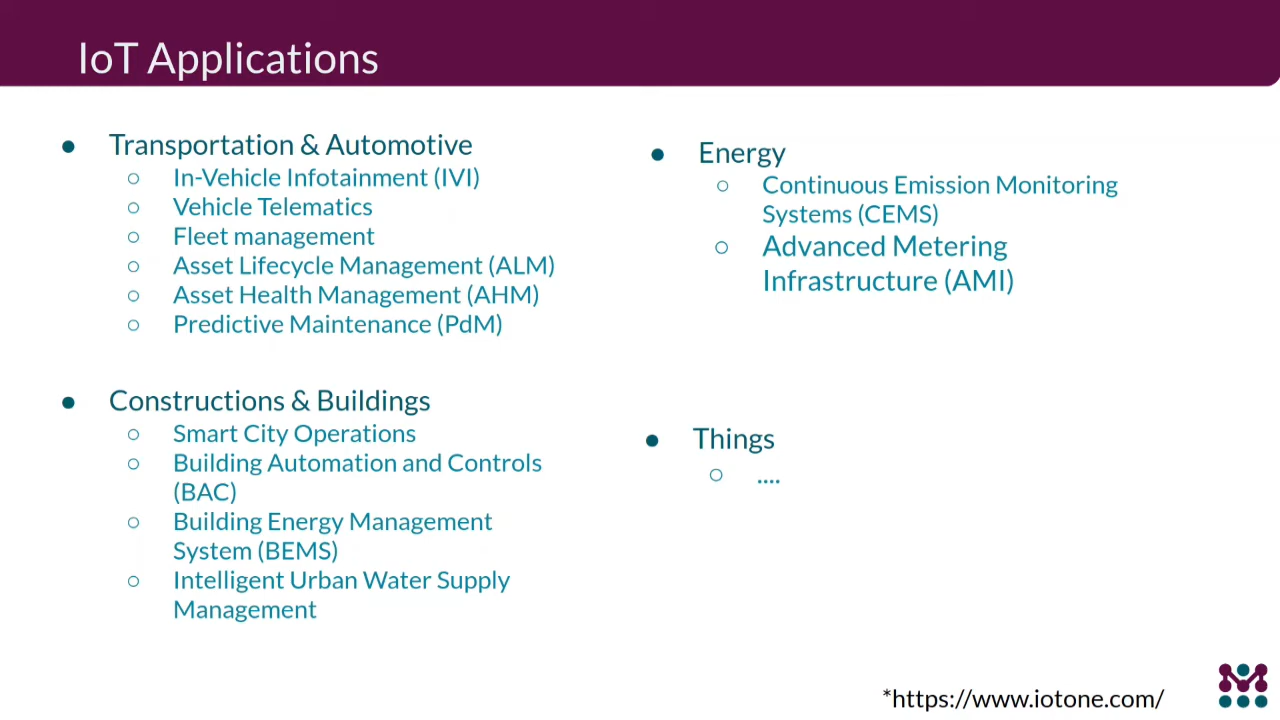 IoT Applications
● Transportation & Automotive
○ In-Vehicle Infotainment (IVI)
○ Vehicle Telematics
○ Fleet management
○ Asset Lifecycle Management (ALM)
○ Asset Health Management (AHM)
○ Predictive Maintenance (PdM)
● Constructions & Buildings
○ Smart City Operations
○ Building Automation and Controls
(BAC)
○ Building Energy Management
System (BEMS)
○ Intelligent Urban Water Supply
Management
● Energy
○ Continuous Emission Monitoring
Systems (CEMS)
○ Advanced Metering
Infrastructure (AMI)
● Things
○ ....
*https://www.iotone.com/